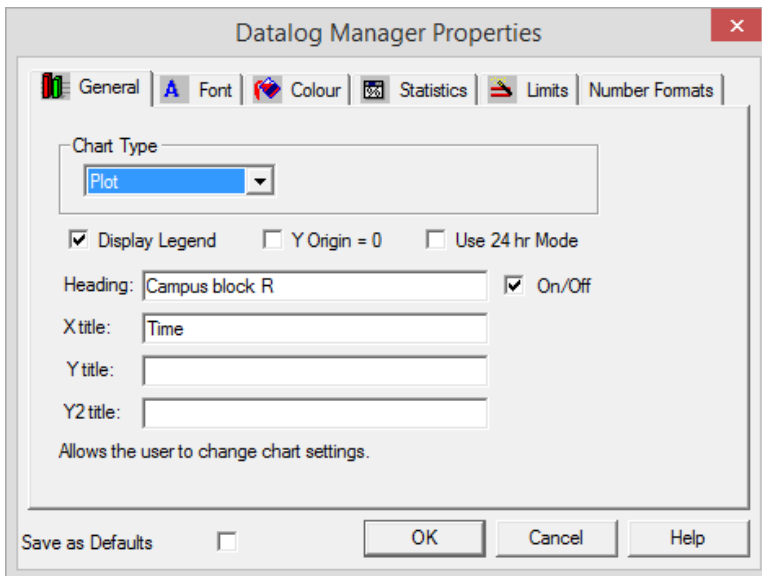 Datalog Manager Properties
General A Font Colour Statistics Limits Number Formats
Chart Type
Plot
Display Legend Y Origin = 0 Use 24 hr Mode
Heading: Campus block R On/Off
X title: Time
Y title:
Y2 title:
Allows the user to change chart settings.
Save as Defaults OK Cancel Help